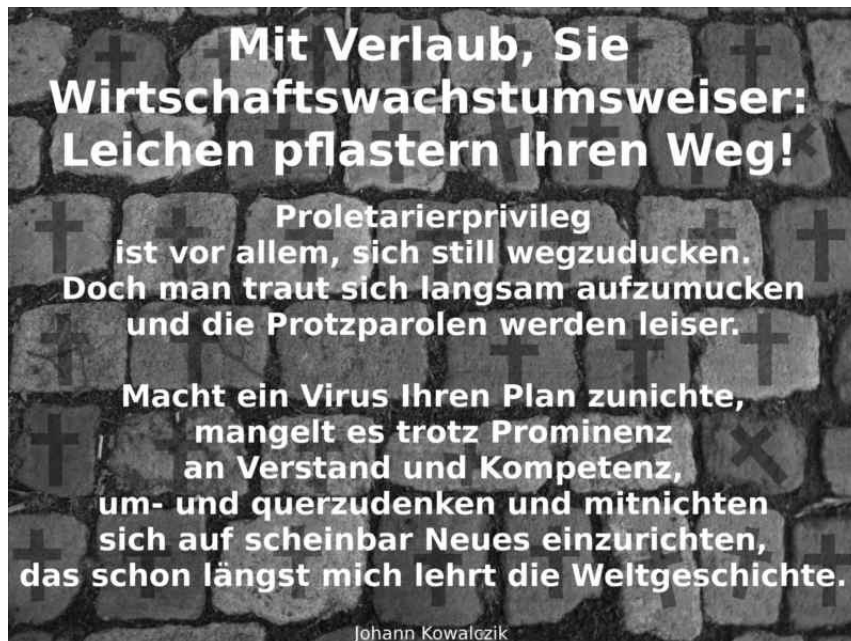 Mit Verlaub, Sie
Wirtschaftswachstumsweiser:
Leichen pflastern Ihren Weg!
Proletarierprivileg
ist vor allem, sich still wegzuducken.
Doch man traut sich langsam aufzumucken
und die Protzparolen werden leiser.
Macht ein Virus Ihren Plan zunichte,
mangelt es trotz Prominenz
an Verstand und Kompetenz,
um- und querzudenken und mitnichten
sich auf scheinbar Neues einzurichten,
das schon längst mich lehrt die Weltgeschichte.
Johann Kowalczik